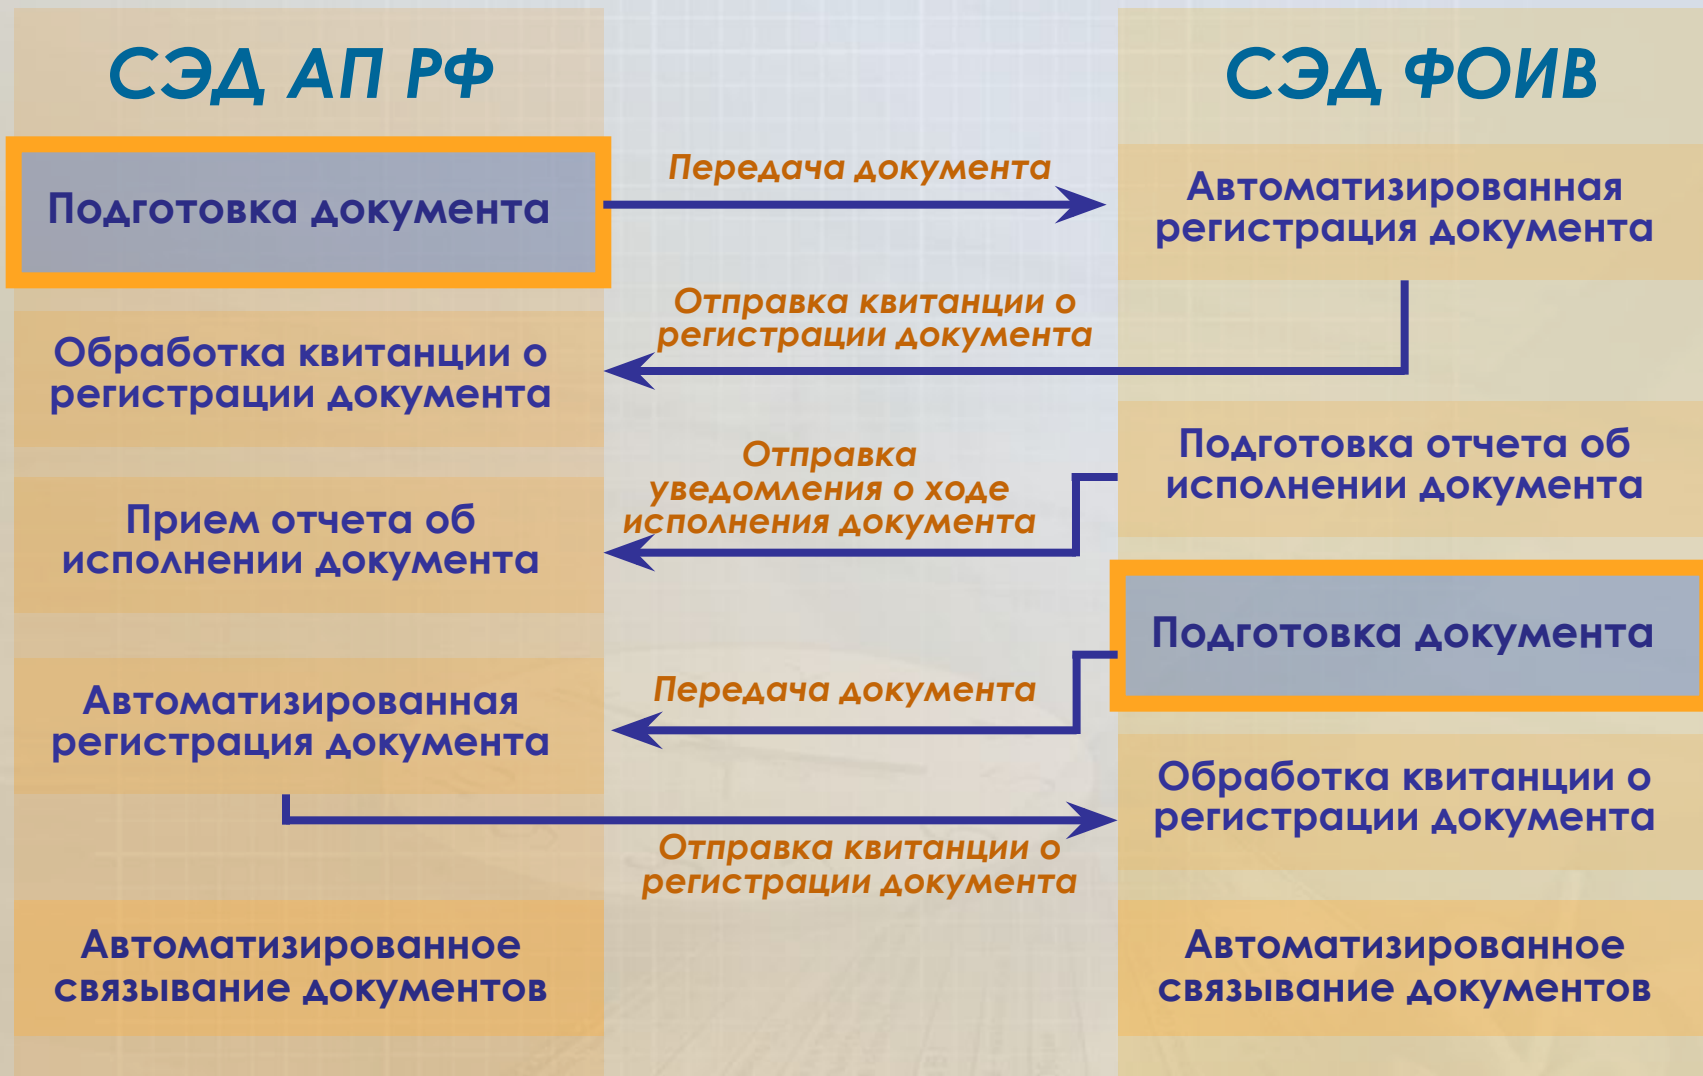 СЭД АП РФ
СЭД ФОИВ
Подготовка документа
Передача документа
Автоматизированная
регистрация документа
Отправка квитанции о
регистрации документа
Обработка квитанции о
регистрации документа
Подготовка отчета об
исполнении документа
Отправка
уведомления о ходе
исполнения документа
Прием отчета об
исполнении документа
Подготовка документа
Передача документа
Автоматизированная
регистрация документа
Отправка квитанции о
регистрации документа
Обработка квитанции о
регистрации документа
Автоматизированное
связывание документов
Автоматизированное
связывание документов